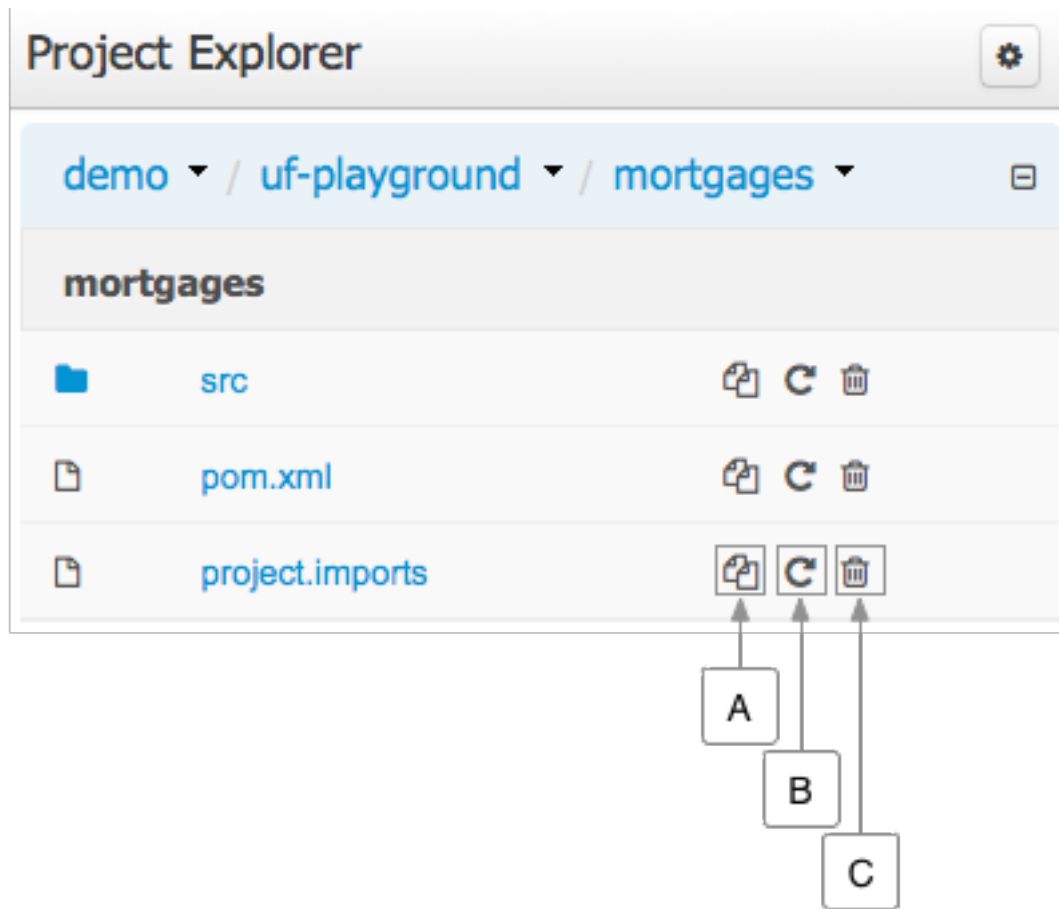 Project Explorer
demo / uf-playground / mortgages
mortgages
src
pom.xml
project.imports
A
B
C